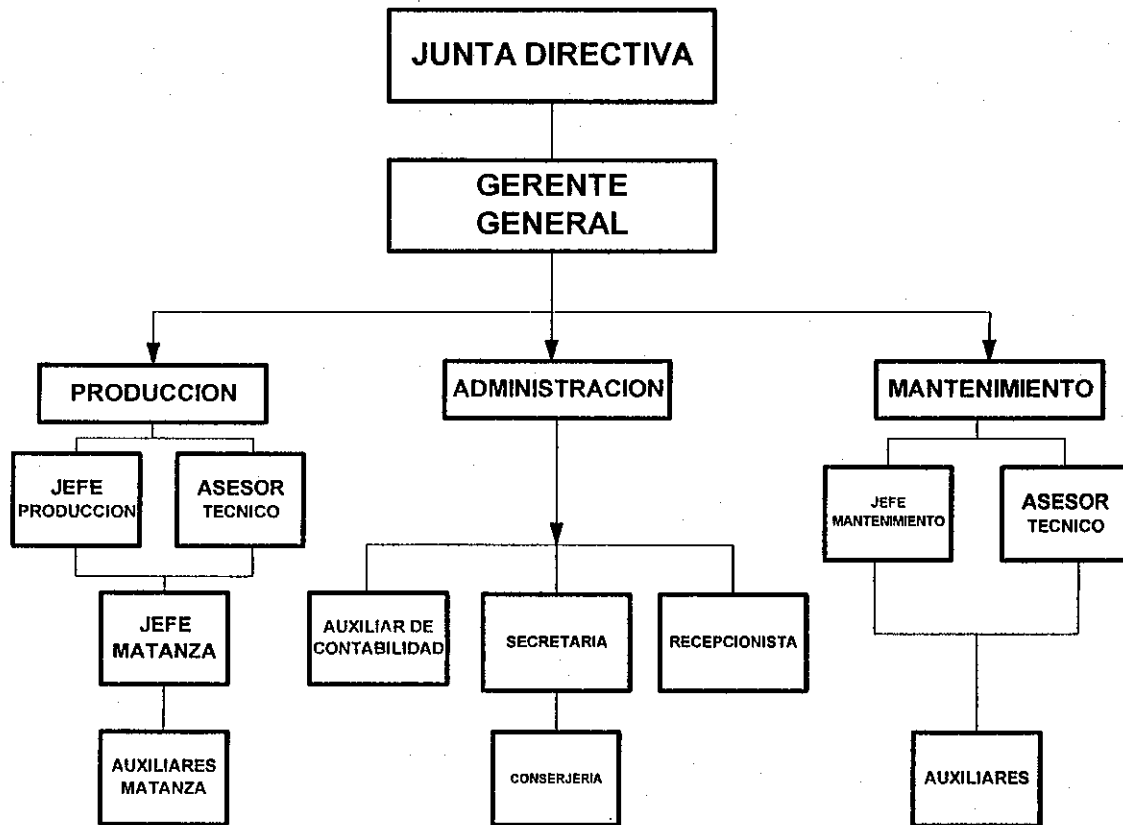 JUNTA DIRECTIVA
GERENTE
GENERAL
PRODUCCION
ADMINISTRACION
MANTENIMIENTO
JEFE
PRODUCCION
ASESOR
TECNICO
JEFE
MANTENIMIENTO
ASESOR
TECNICO
JEFE
MATANZA
AUXILIAR DE
CONTABILIDAD
SECRETARIA
RECEPCIONISTA
AUXILIARES
MATANZA
CONSERJERIA
AUXILIARES